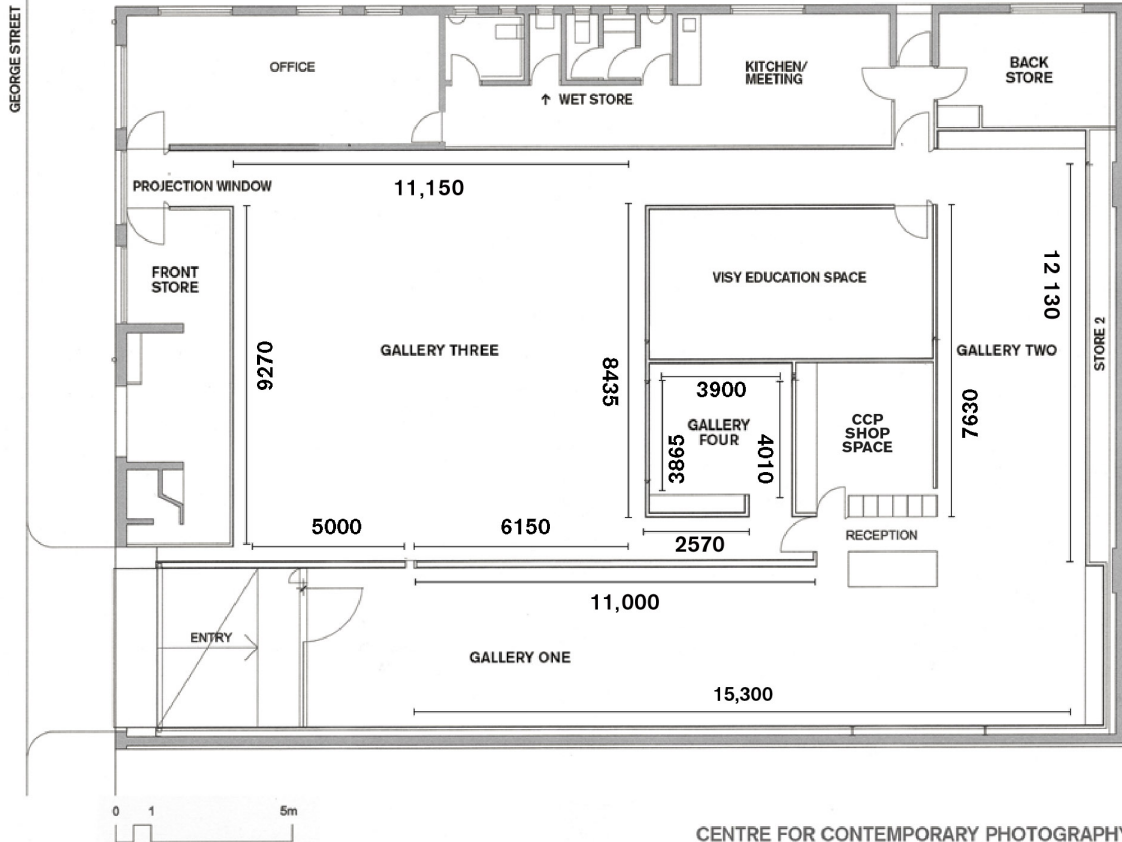 GEORGE STREET
OFFICE
↑ WET STORE
KITCHEN/
MEETING
BACK
STORE
PROJECTION WINDOW
11,150
FRONT
STORE
VISY EDUCATION SPACE
12 130
9270
GALLERY THREE
8435
GALLERY TWO
STORE 2
3900
GALLERY
FOUR
3865
4010
CCP
SHOP
SPACE
7630
5000
6150
2570
RECEPTION
11,000
ENTRY
GALLERY ONE
15,300
0 1 5m
CENTRE FOR CONTEMPORARY PHOTOGRAPHY